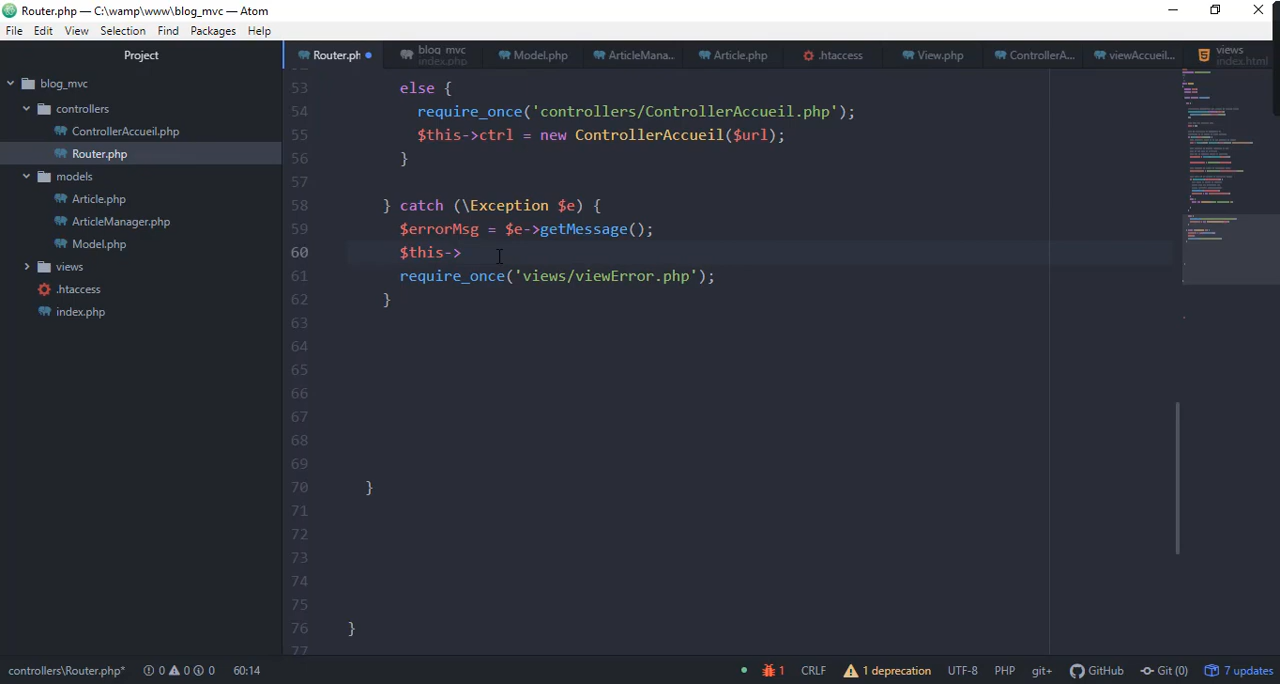 Router.php — C:\wamp\www\blog_mvc — Atom
File Edit View Selection Find Packages Help
Project
Router.ph
blog_mvc
index.php
Model.php
ArticleMana...
Article.php
.htaccess
View.php
ControllerA...
viewAccueil...
views
index.html
blog_mvc
controllers
ControllerAccueil.php
Router.php
models
Article.php
ArticleManager.php
Model.php
views
.htaccess
index.php
53 else {
54 require_once('controllers/ControllerAccueil.php');
55 $this->ctrl = new ControllerAccueil($url);
56 }
57
58 } catch (\Exception $e) {
59 $errorMsg = $e->getMessage();
60 $this->
61 require_once('views/viewError.php');
62 }
63
64
65
66
67
68
69
70 }
71
72
73
74
75
76 }
77
controllers\Router.php* 0 0 0 60:14 1 CRLF 1 deprecation UTF-8 PHP git+ GitHub Git (0) 7 updates